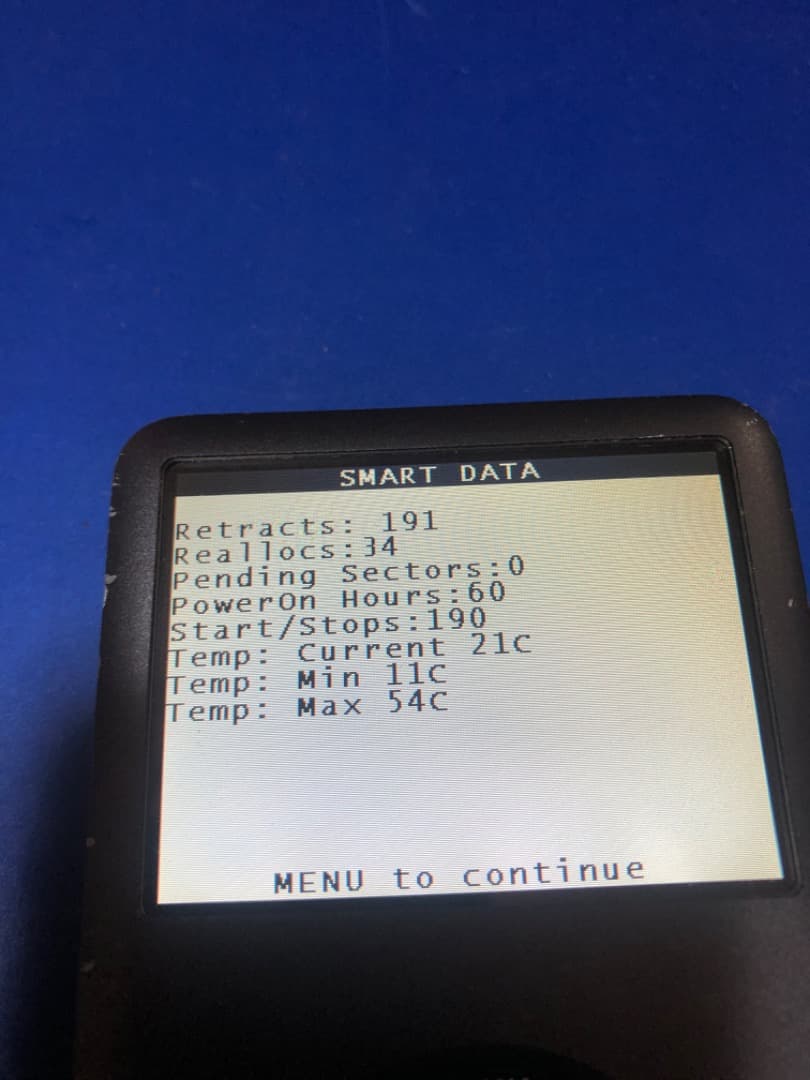 SMART DATA
Retracts: 191
Reallocs:34
Pending Sectors:0
PowerOn Hours:60
Start/Stops:190
Temp: Current 21C
Temp: Min 11C
Temp: Max 54C
MENU to continue